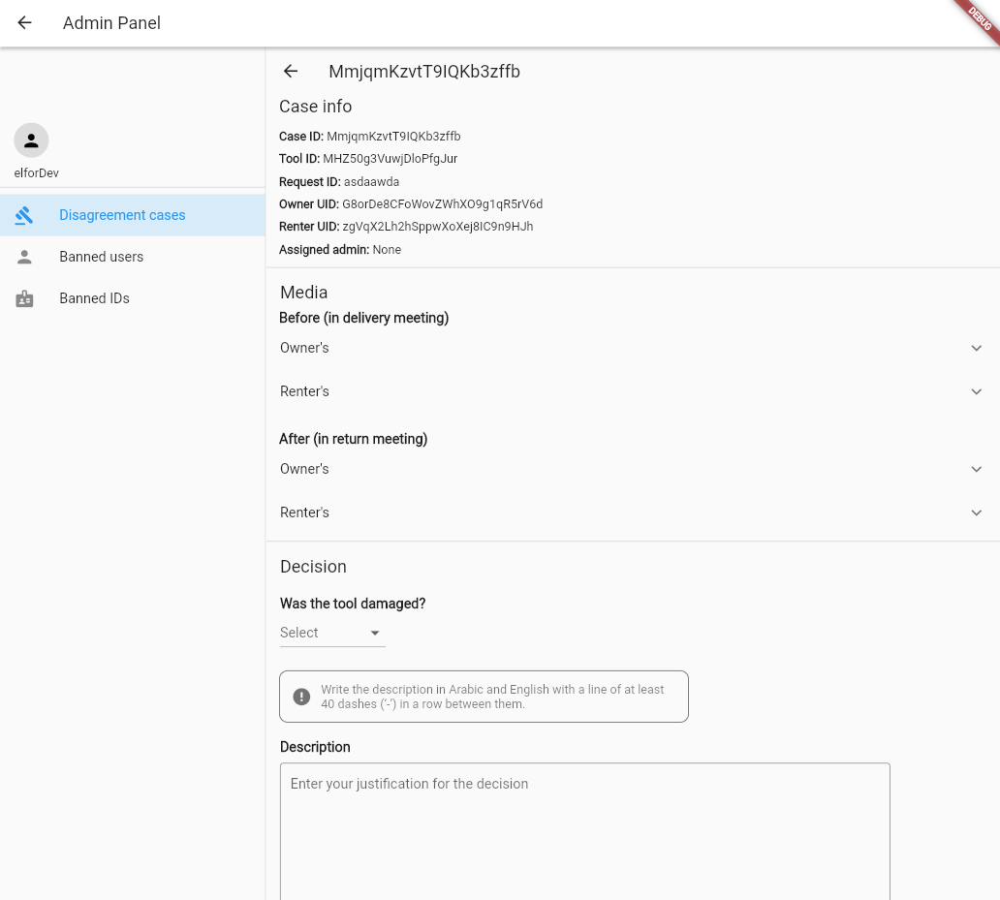 Admin Panel
DEBUG
elforDev
Disagreement cases
Banned users
Banned IDs
MmjqmKzvtT9IQKb3zffb
Case info
Case ID: MmjqmKzvtT9IQKb3zffb
Tool ID: MHZ50g3VuwjDloPfgJur
Request ID: asdaawda
Owner UID: G8orDe8CFoWovZWhXO9g1qR5rV6d
Renter UID: zgVqX2Lh2hSppwXoXej8IC9n9HJh
Assigned admin: None
Media
Before (in delivery meeting)
Owner's
Renter's
After (in return meeting)
Owner's
Renter's
Decision
Was the tool damaged?
Select
Write the description in Arabic and English with a line of at least
40 dashes ('-') in a row between them.
Description
Enter your justification for the decision